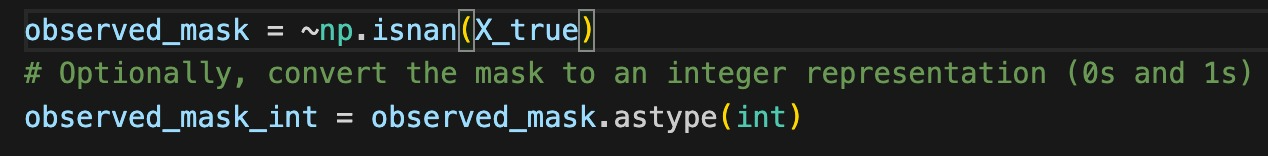 observed_mask = ~np.isnan(X_true)
# Optionally, convert the mask to an integer representation (0s and 1s)
observed_mask_int = observed_mask.astype(int)